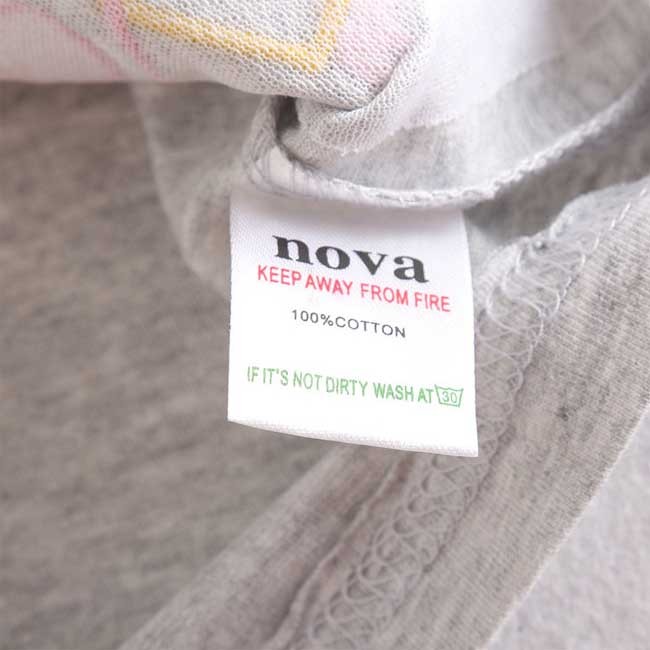 nova
KEEP AWAY FROM FIRE
100%COTTON
IF IT'S NOT DIRTY WASH AT 30